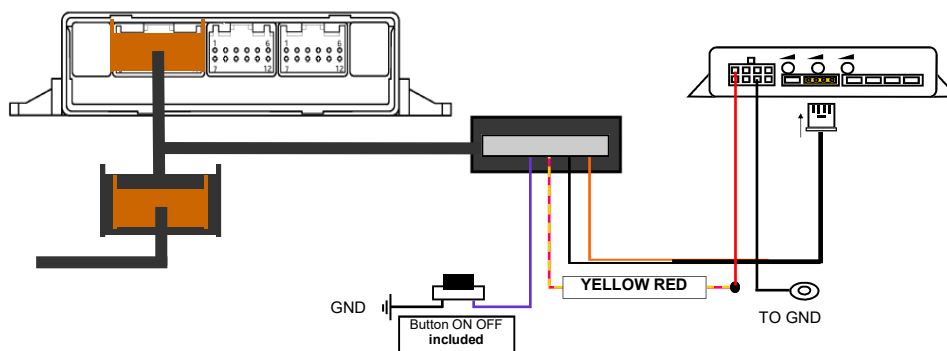 1 6 1 6
7 12 7 12
YELLOW RED
GND
TO GND
Button ON OFF
included